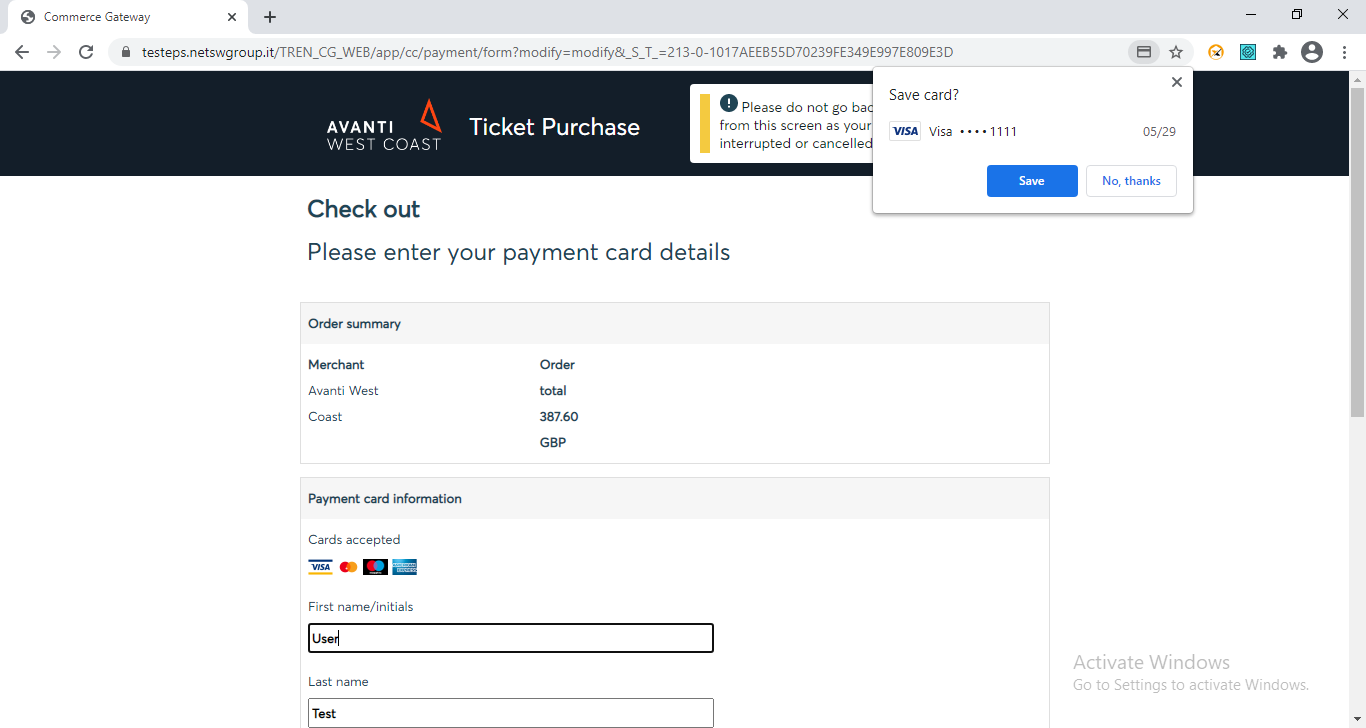 Commerce Gateway
testeps.netswgroup.it/TREN_CG_WEB/app/cc/payment/form?modify=modify&_S_T_=213-0-1017AEEB55D70239FE349E997E809E3D
AVANTI
WEST COAST
Ticket Purchase
Please do not go bac
from this screen as your
interrupted or cancelled
Save card?
VISA Visa •••• 1111 05/29
Save No, thanks
Check out
Please enter your payment card details
Order summary
Merchant Order
Avanti West total
Coast 387.60
GBP
Payment card information
Cards accepted
VISA
First name/initials
User
Last name
Test
Activate Windows
Go to Settings to activate Windows.